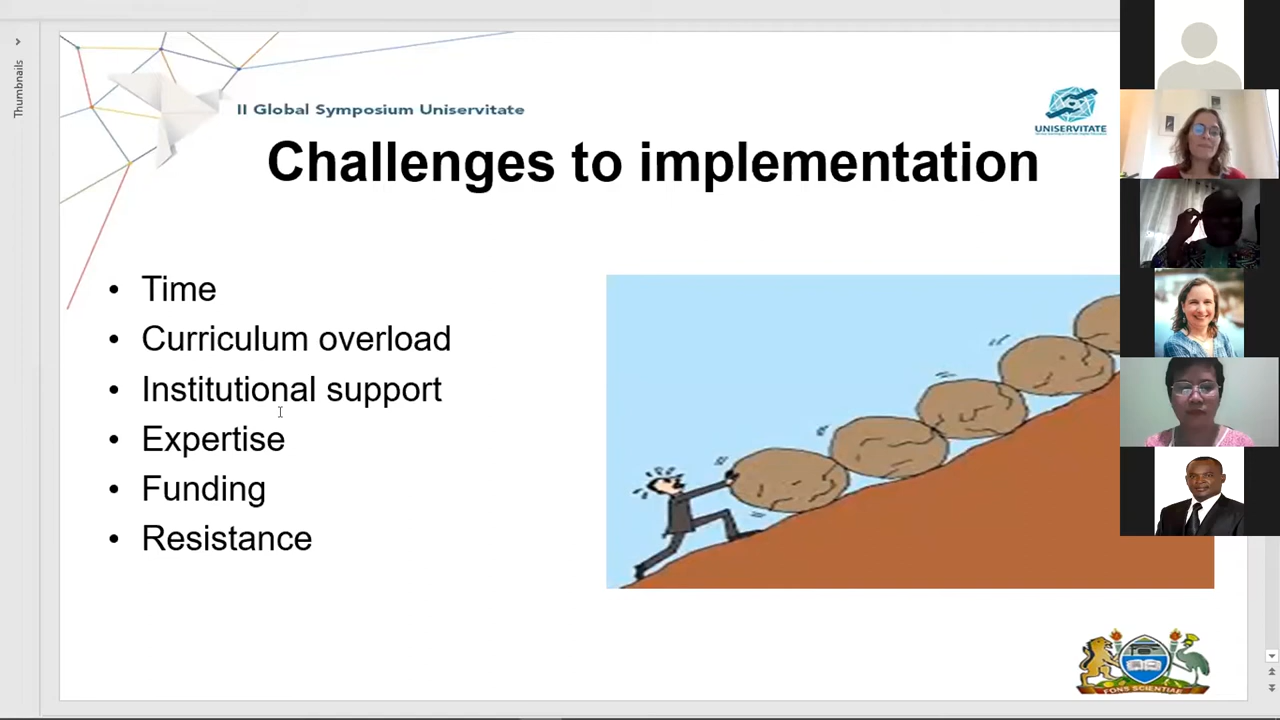 Thumbnails
II Global Symposium Uniservitate
UNISERVITATE
Challenges to implementation
• Time
• Curriculum overload
• Institutional support
• Expertise
• Funding
• Resistance
FONS SCIENTIAE